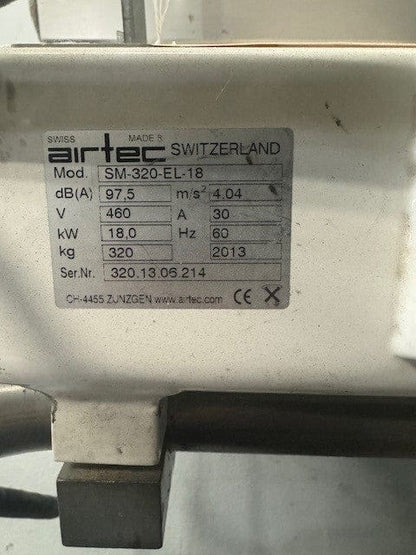 SWISS MADE
airtec SWITZERLAND
Mod. SM-320-EL-18
dB(A) 97,5 m/s² 4.04
V 460 A 30
kW 18,0 Hz 60
kg 320 2013
Ser.Nr. 320.13.06.214
CH-4455 ZUNZGEN www.airtec.com CE